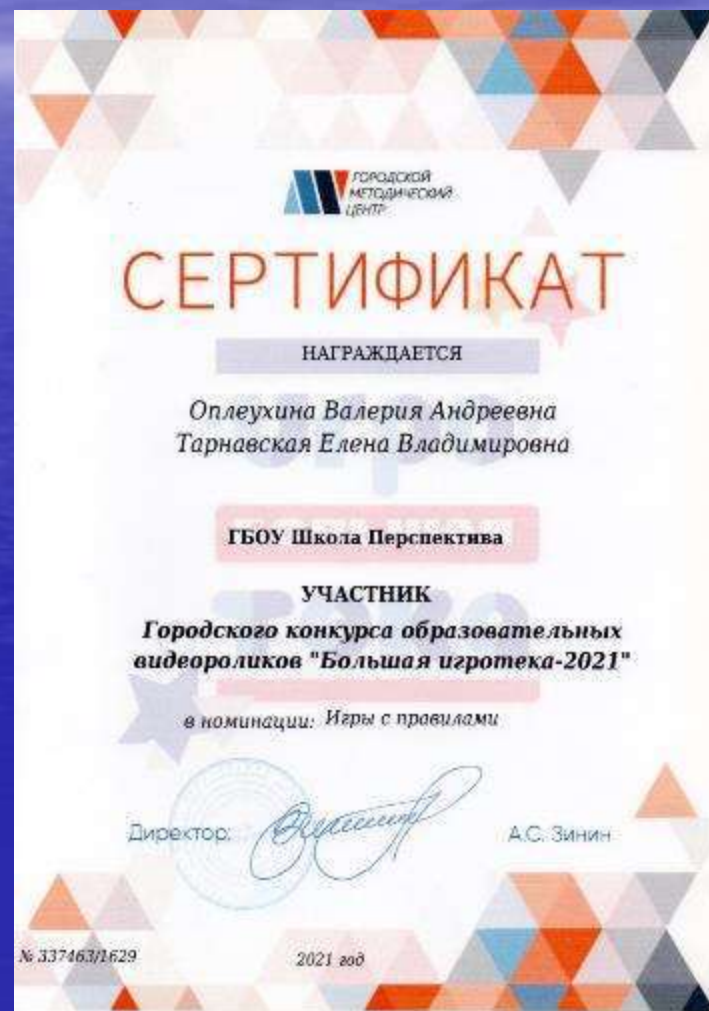 ГОРОДСКОЙ
МЕТОДИЧЕСКИЙ
ЦЕНТР
СЕРТИФИКАТ
НАГРАЖДАЕТСЯ
Оплеухина Валерия Андреевна
Тарнавская Елена Владимировна
ГБОУ Школа Перспектива
УЧАСТНИК
Городского конкурса образовательных
видеороликов "Большая игротека-2021"
в номинации: Игры с правилами
Директор: А.С. Зинин
№ 337463/1629 2021 год